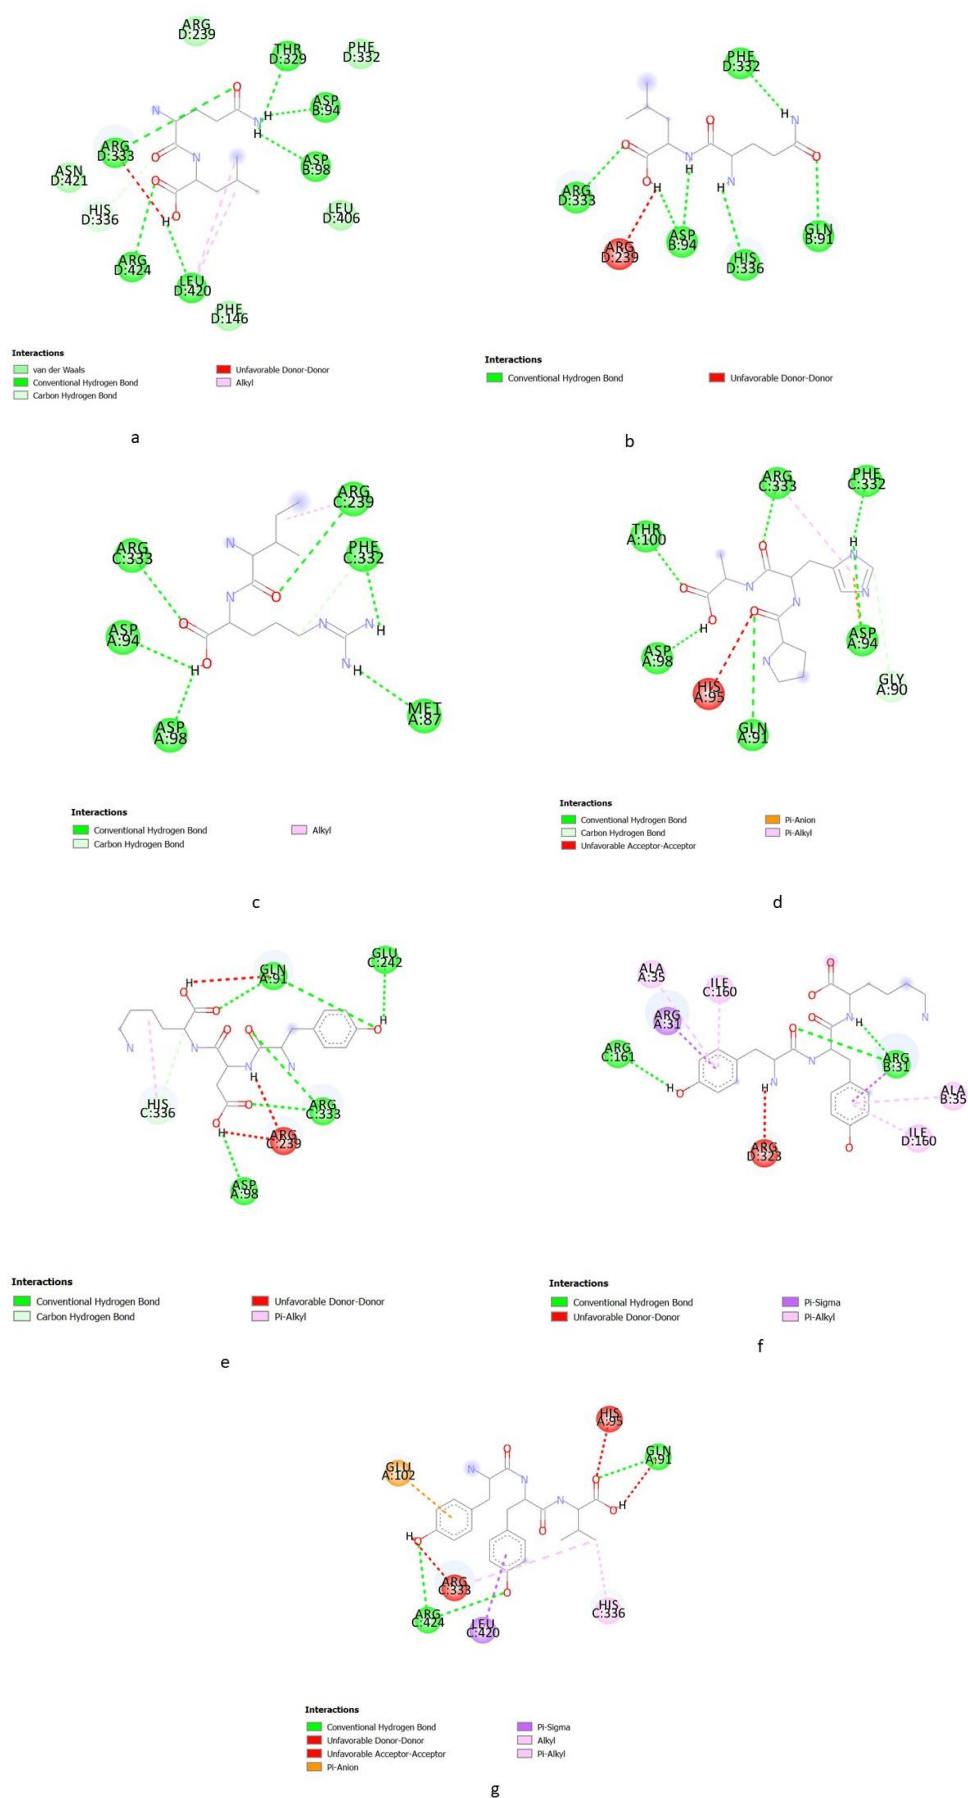 ARG
D:239
THR
D:329
PHE
D:332
ASP
B:94
N
O
H
N
H
ARG
D:333
O
N
ASP
B:98
ASN
D:421
O
O
H
HIS
D:336
LEU
D:406
ARG
D:424
LEU
D:420
PHE
D:146
Interactions
van der Waals
Conventional Hydrogen Bond
Carbon Hydrogen Bond
Unfavorable Donor-Donor
Alkyl
a
PHE
D:332
H
N
O
O
N
H
O
O
H
N
H
ARG
D:333
ARG
D:239
ASP
B:94
HIS
D:336
GLN
B:91
Interactions
Conventional Hydrogen Bond
Unfavorable Donor-Donor
b
ARG
C:239
ARG
C:333
PHE
C:332
N
O
N
O
N
N
H
ASP
A:94
O
H
N
H
ASP
A:98
MET
A:87
Interactions
Conventional Hydrogen Bond
Carbon Hydrogen Bond
Alkyl
c
ARG
C:333
PHE
C:332
THR
A:100
O
H
N
O
N
N
N
O
H
O
ASP
A:98
N
ASP
A:94
HIS
A:95
GLY
A:90
GLN
A:91
Interactions
Conventional Hydrogen Bond
Carbon Hydrogen Bond
Unfavorable Acceptor-Acceptor
Pi-Anion
Pi-Alkyl
d
GLN
A:91
GLU
C:242
H
O
O
H
O
O
O
N
N
N
N
H
HIS
C:336
O
O
H
ARG
C:333
ARG
C:239
ASP
A:98
Interactions
Conventional Hydrogen Bond
Carbon Hydrogen Bond
Unfavorable Donor-Donor
Pi-Alkyl
e
ALA
A:35
ILE
C:160
O
O
ARG
A:31
N
H
N
O
O
ARG
C:161
ARG
B:31
H
O
N
H
N
ALA
B:35
ARG
D:323
O
ILE
D:160
Interactions
Conventional Hydrogen Bond
Unfavorable Donor-Donor
Pi-Sigma
Pi-Alkyl
f
HIS
A:95
GLN
A:91
GLU
A:102
N
O
N
O
N
O
H
O
H
O
ARG
C:333
O
ARG
C:424
LEU
C:420
HIS
C:336
Interactions
Conventional Hydrogen Bond
Unfavorable Donor-Donor
Unfavorable Acceptor-Acceptor
Pi-Anion
Pi-Sigma
Alkyl
Pi-Alkyl
g